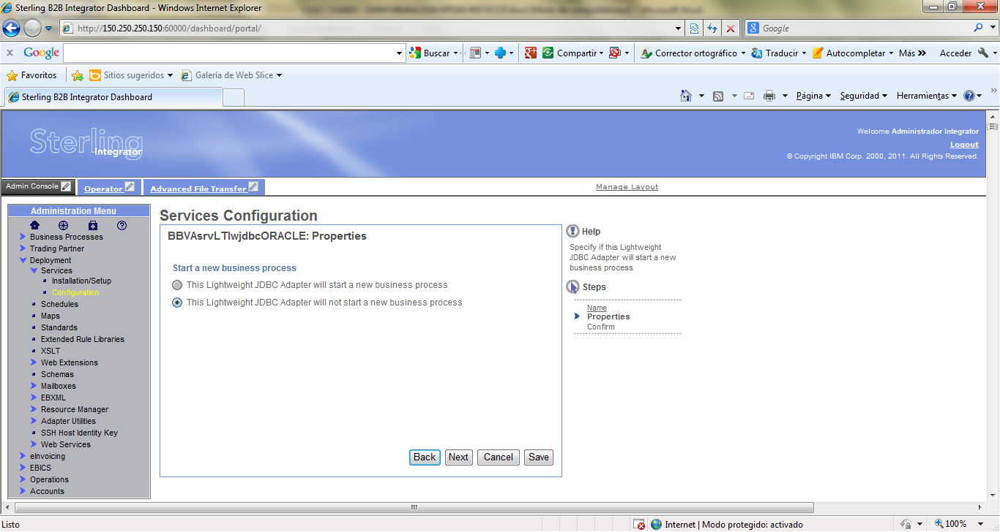 Sterling B2B Integrator Dashboard - Windows Internet Explorer
http://150.250.250.150:60000/dashboard/portal/
Google
x Google Buscar Compartir Corrector ortográfico Traducir Autocompletar Más Acceder
Favoritos Sitios sugeridos Galería de Web Slice
Sterling B2B Integrator Dashboard
Página Seguridad Herramientas
Sterling
Integrator
Welcome Administrador Integrator
Logout
© Copyright IBM Corp. 2000, 2011. All Rights Reserved.
Admin Console Operator Advanced File Transfer
Manage Layout
Administration Menu
Business Processes
Trading Partner
Deployment
Services
Installation/Setup
Configuration
Schedules
Maps
Standards
Extended Rule Libraries
XSLT
Web Extensions
Schemas
Mailboxes
EBXML
Resource Manager
Adapter Utilities
SSH Host Identity Key
Web Services
eInvoicing
EBICS
Operations
Accounts
Services Configuration
BBVAsrvLTIwjdbcORACLE: Properties
Start a new business process
This Lightweight JDBC Adapter will start a new business process
This Lightweight JDBC Adapter will not start a new business process
Back Next Cancel Save
Help
Specify if this Lightweight
JDBC Adapter will start a new
business process
Steps
Name
Properties
Confirm
Listo
Internet | Modo protegido: activado
100%